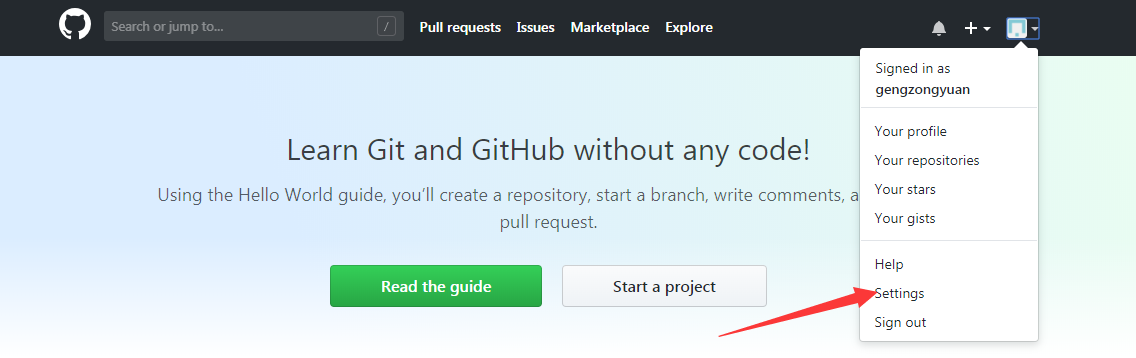 Search or jump to... /
Pull requests Issues Marketplace Explore
Signed in as
gengzongyuan
Your profile
Your repositories
Your stars
Your gists
Help
Settings
Sign out
Learn Git and GitHub without any code!
Using the Hello World guide, you’ll create a repository, start a branch, write comments, a
pull request.
Read the guide
Start a project